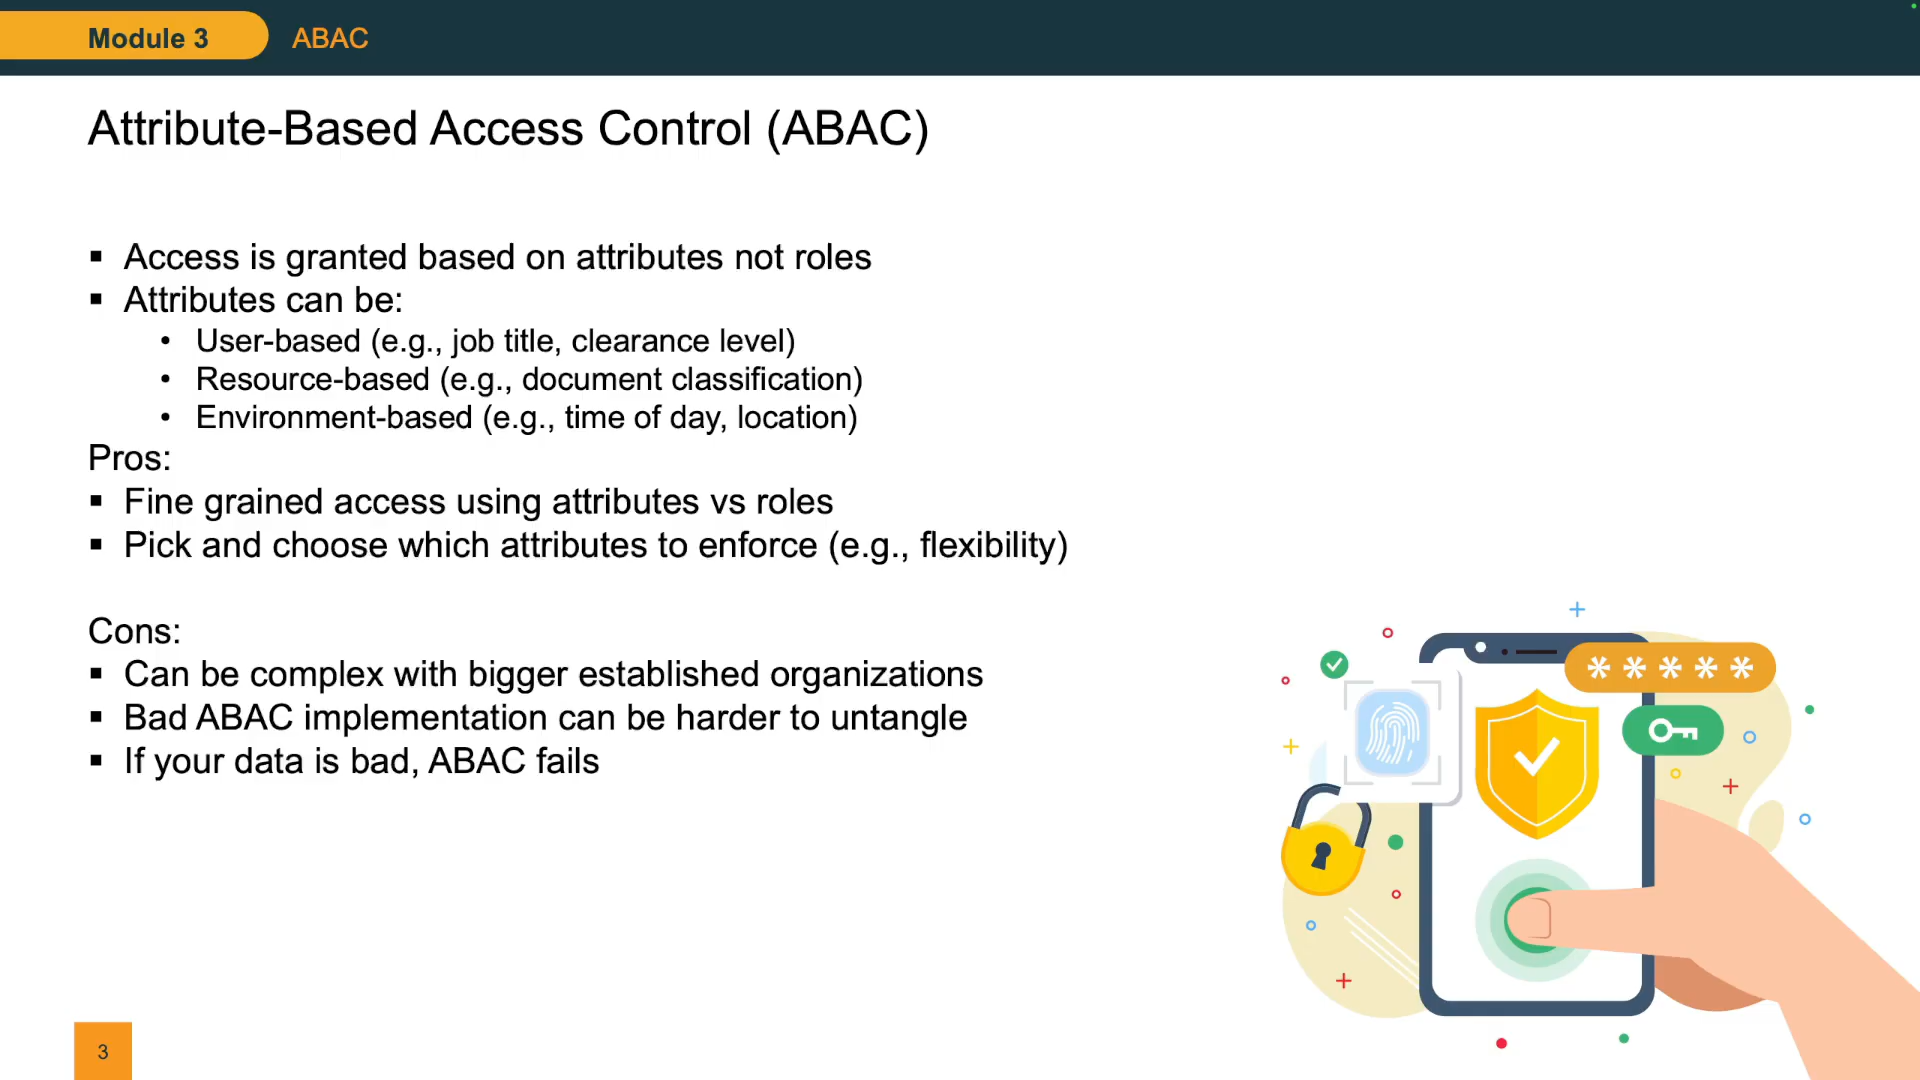 Module 3
ABAC
Attribute-Based Access Control (ABAC)
▪ Access is granted based on attributes not roles
▪ Attributes can be:
• User-based (e.g., job title, clearance level)
• Resource-based (e.g., document classification)
• Environment-based (e.g., time of day, location)
Pros:
▪ Fine grained access using attributes vs roles
▪ Pick and choose which attributes to enforce (e.g., flexibility)
Cons:
▪ Can be complex with bigger established organizations
▪ Bad ABAC implementation can be harder to untangle
▪ If your data is bad, ABAC fails
* * * * *
3